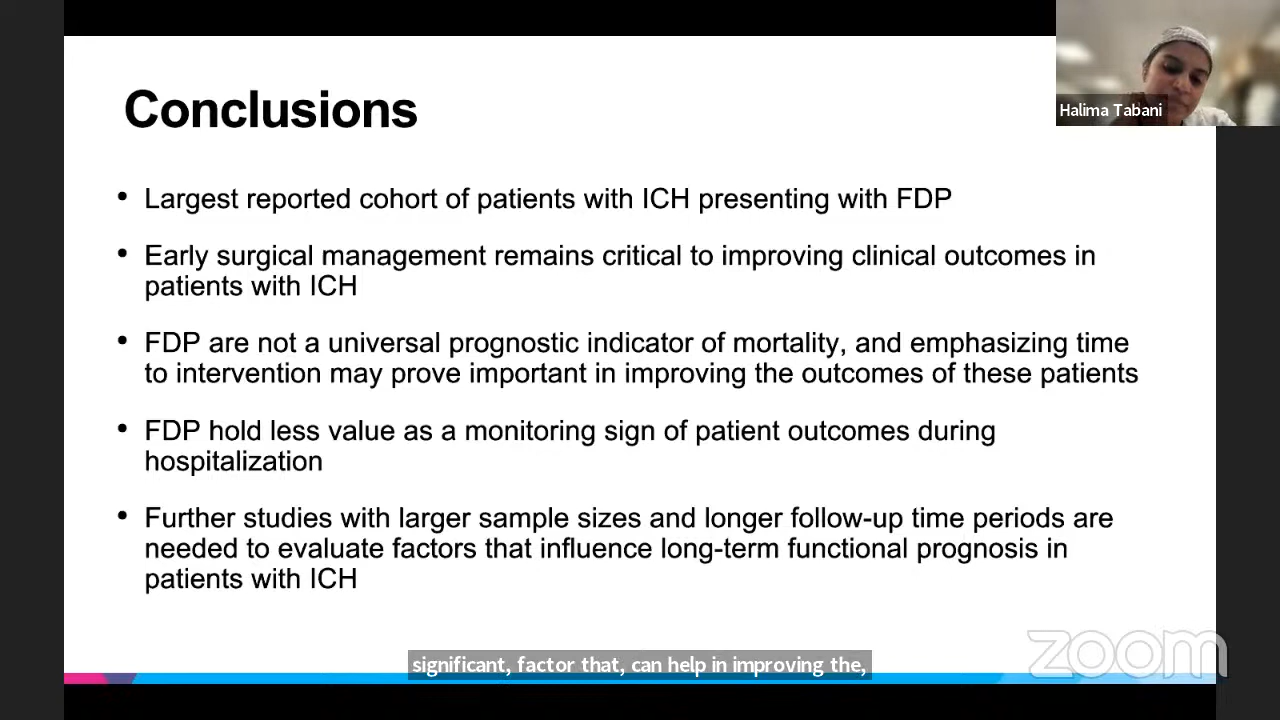 Conclusions
Halima Tabani
• Largest reported cohort of patients with ICH presenting with FDP
• Early surgical management remains critical to improving clinical outcomes in
patients with ICH
• FDP are not a universal prognostic indicator of mortality, and emphasizing time
to intervention may prove important in improving the outcomes of these patients
• FDP hold less value as a monitoring sign of patient outcomes during
hospitalization
• Further studies with larger sample sizes and longer follow-up time periods are
needed to evaluate factors that influence long-term functional prognosis in
patients with ICH
zoom
significant, factor that, can help in improving the,